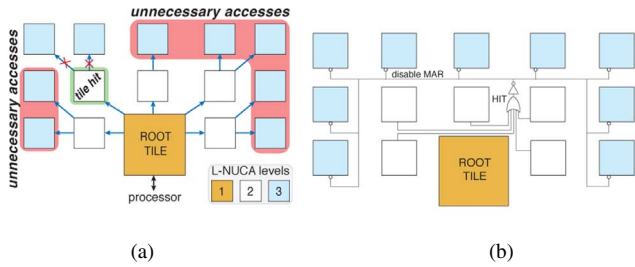 unnecessary accesses
unnecessary accesses
tile hit
ROOT
TILE
L-NUCA levels
1 2 3
processor
(a)
disable MAR
HIT
ROOT
TILE
(b)